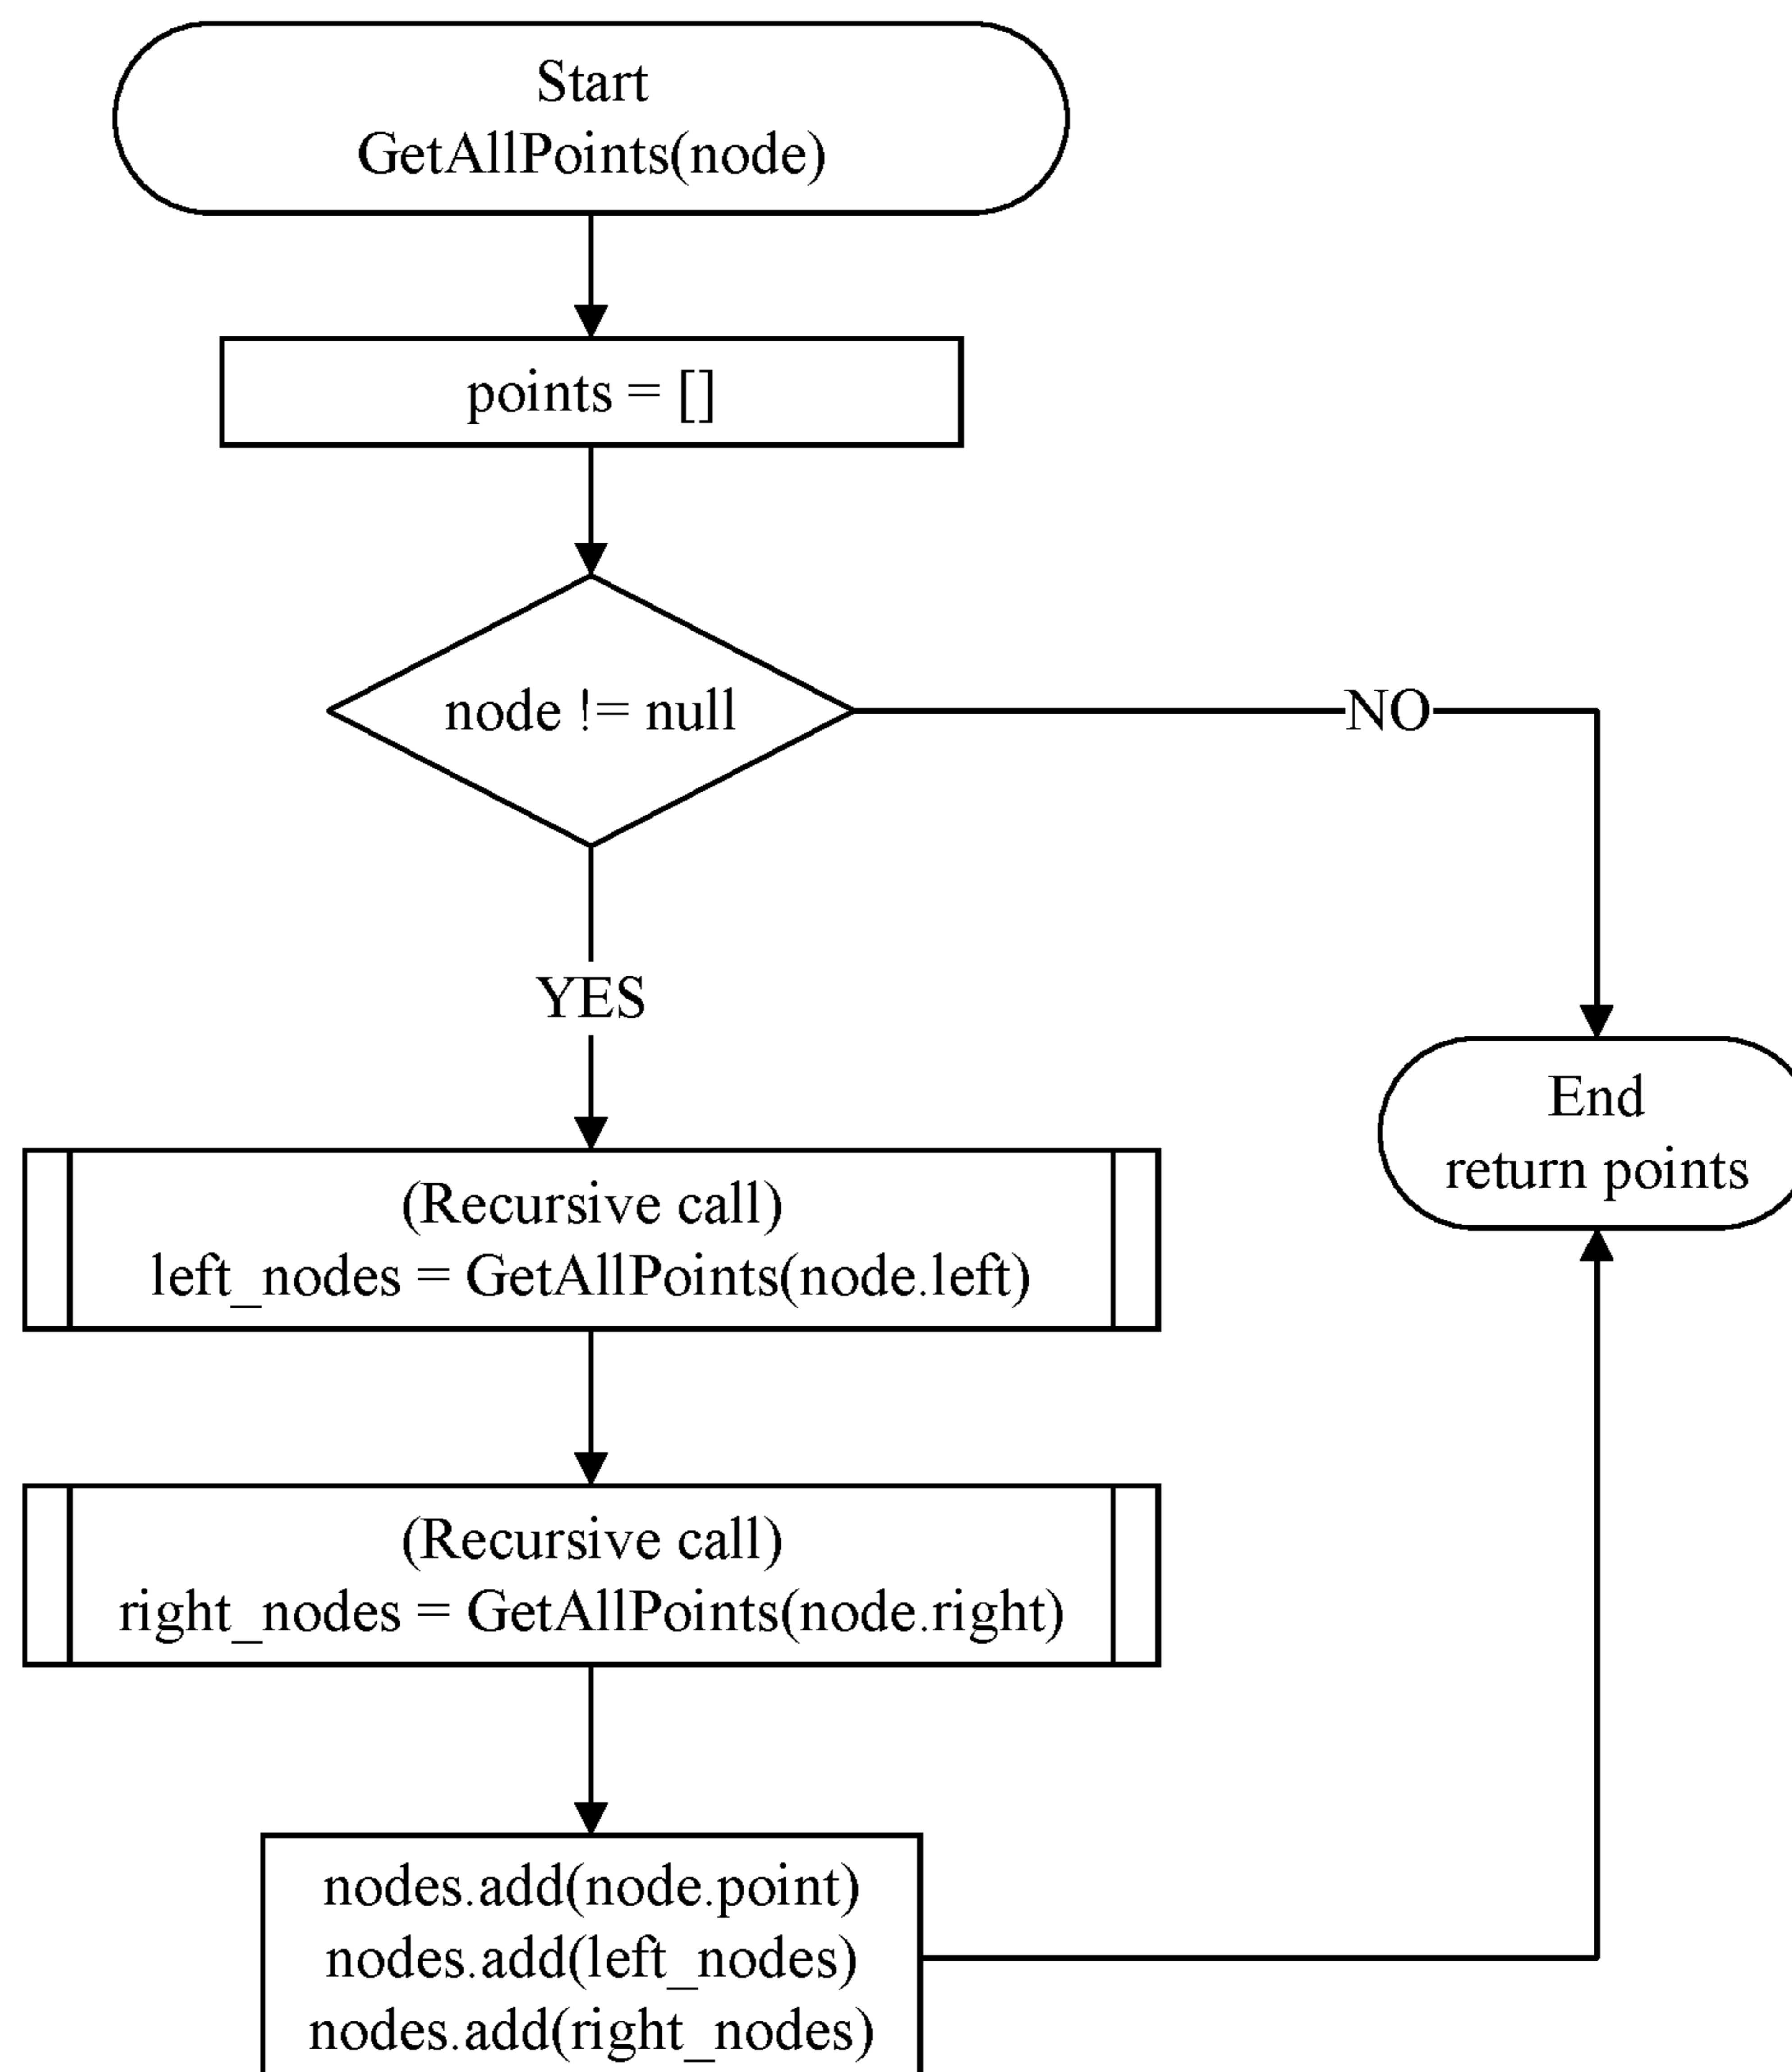 Start
GetAllPoints(node)
points = []
node != null
NO
YES
End
return points
(Recursive call)
left_nodes = GetAllPoints(node.left)
(Recursive call)
right_nodes = GetAllPoints(node.right)
nodes.add(node.point)
nodes.add(left_nodes)
nodes.add(right_nodes)